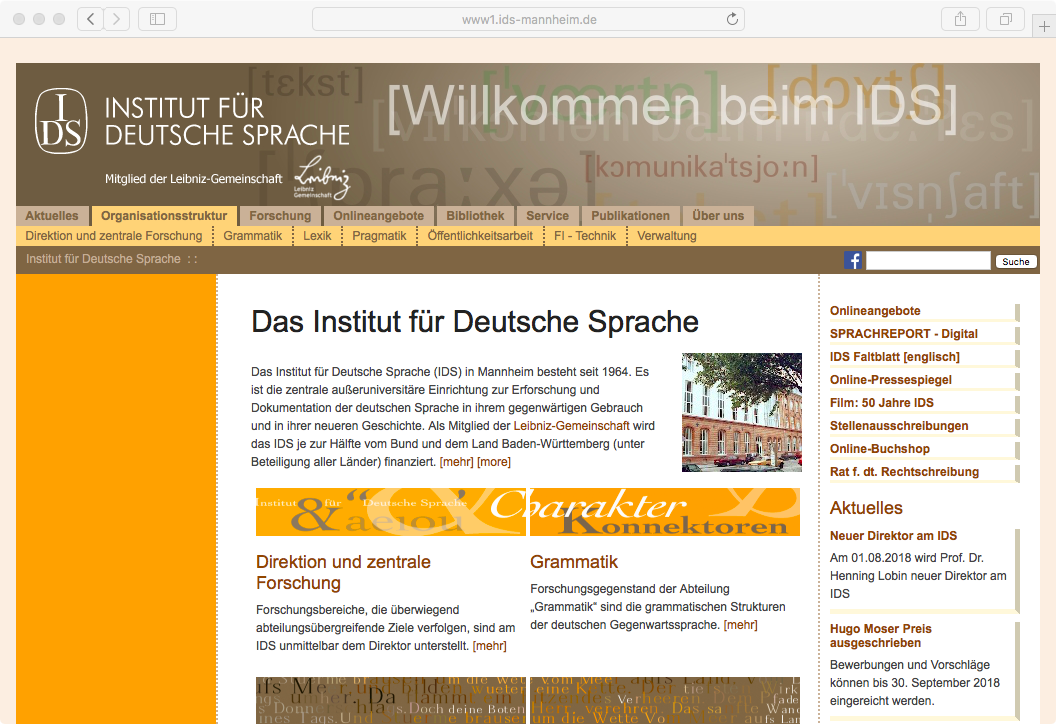 www1.ids-mannheim.de
[tɛkst]
[Willkommen beim IDS]
[dɔʏtʃ]
I
DS
INSTITUT FÜR
DEUTSCHE SPRACHE
[kɔmunikaˈtsjoːn]
Mitglied der Leibniz-Gemeinschaft
Leibniz
Leibniz
Gemeinschaft
[ˈvɪsn̩ʃaft]
Aktuelles
Organisationsstruktur
Forschung
Onlineangebote
Bibliothek
Service
Publikationen
Über uns
Direktion und zentrale Forschung
Grammatik
Lexik
Pragmatik
Öffentlichkeitsarbeit
FI - Technik
Verwaltung
Institut für Deutsche Sprache ::
f
Suche
Das Institut für Deutsche Sprache
Das Institut für Deutsche Sprache (IDS) in Mannheim besteht seit 1964. Es
ist die zentrale außeruniversitäre Einrichtung zur Erforschung und
Dokumentation der deutschen Sprache in ihrem gegenwärtigen Gebrauch
und in ihrer neueren Geschichte. Als Mitglied der Leibniz-Gemeinschaft wird
das IDS je zur Hälfte vom Bund und dem Land Baden-Württemberg (unter
Beteiligung aller Länder) finanziert. [mehr] [more]
Institut für Deutsche Sprache
& aeiou
Charakter
Konnektoren
Direktion und zentrale
Forschung
Forschungsbereiche, die überwiegend
abteilungsübergreifende Ziele verfolgen, sind am
IDS unmittelbar dem Direktor unterstellt. [mehr]
Grammatik
Forschungsgegenstand der Abteilung
„Grammatik“ sind die grammatischen Strukturen
der deutschen Gegenwartssprache. [mehr]
Onlineangebote
SPRACHREPORT - Digital
IDS Faltblatt [englisch]
Online-Pressespiegel
Film: 50 Jahre IDS
Stellenausschreibungen
Online-Buchshop
Rat f. dt. Rechtschreibung
Aktuelles
Neuer Direktor am IDS
Am 01.08.2018 wird Prof. Dr.
Henning Lobin neuer Direktor am
IDS
Hugo Moser Preis
ausgeschrieben
Bewerbungen und Vorschläge
können bis 30. September 2018
eingereicht werden.